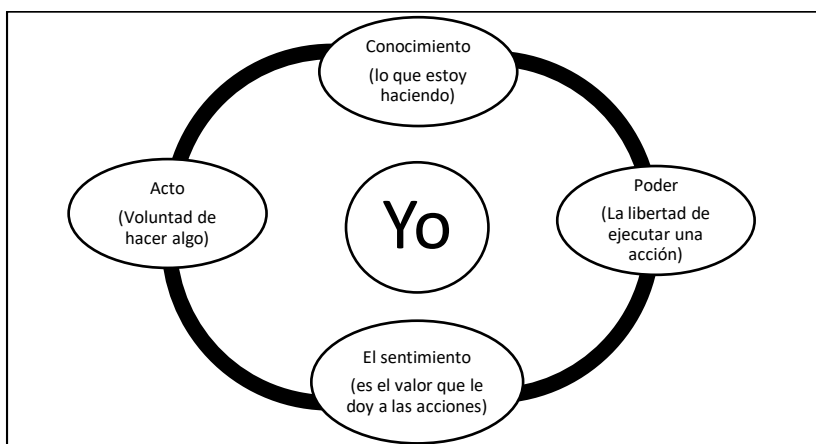 Conocimiento
(lo que estoy
haciendo)
Acto
(Voluntad de
hacer algo)
Yo
Poder
(La libertad de
ejecutar una
acción)
El sentimiento
(es el valor que le
doy a las acciones)